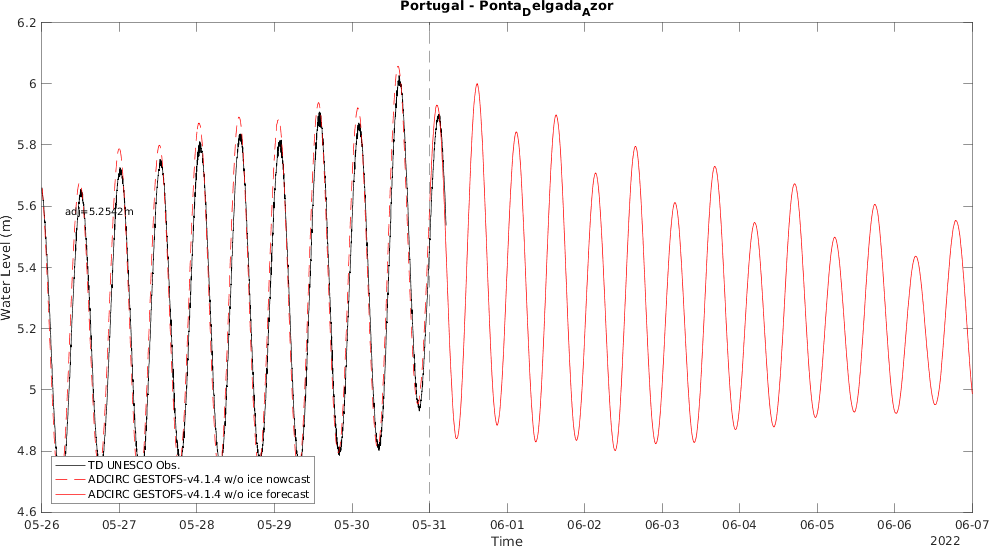 Portugal - PontaDelgadaAzor
6.2
6
5.8
5.6
5.4
5.2
5
4.8
4.6
Water Level (m)
adj=5.2542m
TD UNESCO Obs.
ADCIRC GESTOFS-v4.1.4 w/o ice nowcast
ADCIRC GESTOFS-v4.1.4 w/o ice forecast
05-26 05-27 05-28 05-29 05-30 05-31 06-01 06-02 06-03 06-04 06-05 06-06 06-07
Time
2022